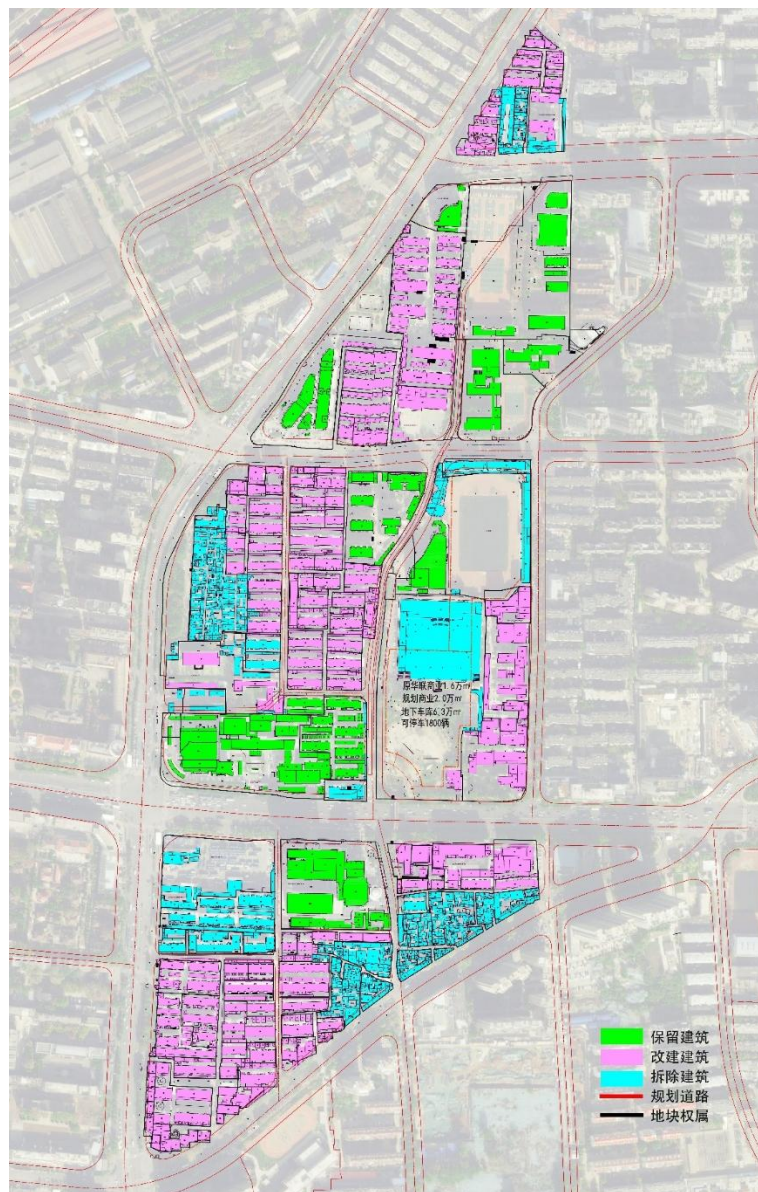 原华联商业1.6万㎡
规划商业2.0万㎡
地下车库6.3万㎡
可停车1800辆
保留建筑
改建建筑
拆除建筑
规划道路
地块权属